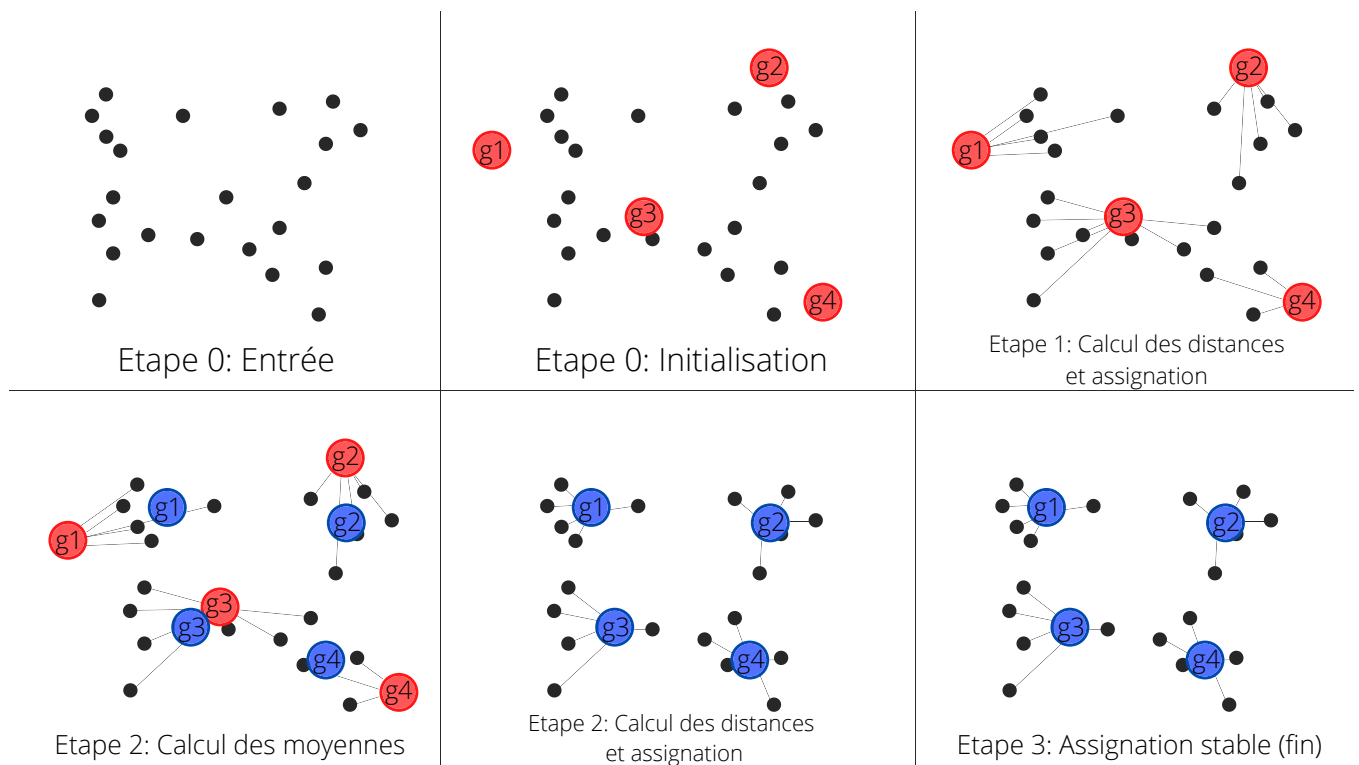 Etape 0: Entrée
g2
g1
g3
g4
Etape 0: Initialisation
g2
g1
g3
g4
Etape 1: Calcul des distances
et assignation
g2
g1
g1
g2
g3
g3
g4
g4
Etape 2: Calcul des moyennes
g1
g2
g3
g4
Etape 2: Calcul des distances
et assignation
g1
g2
g3
g4
Etape 3: Assignation stable (fin)